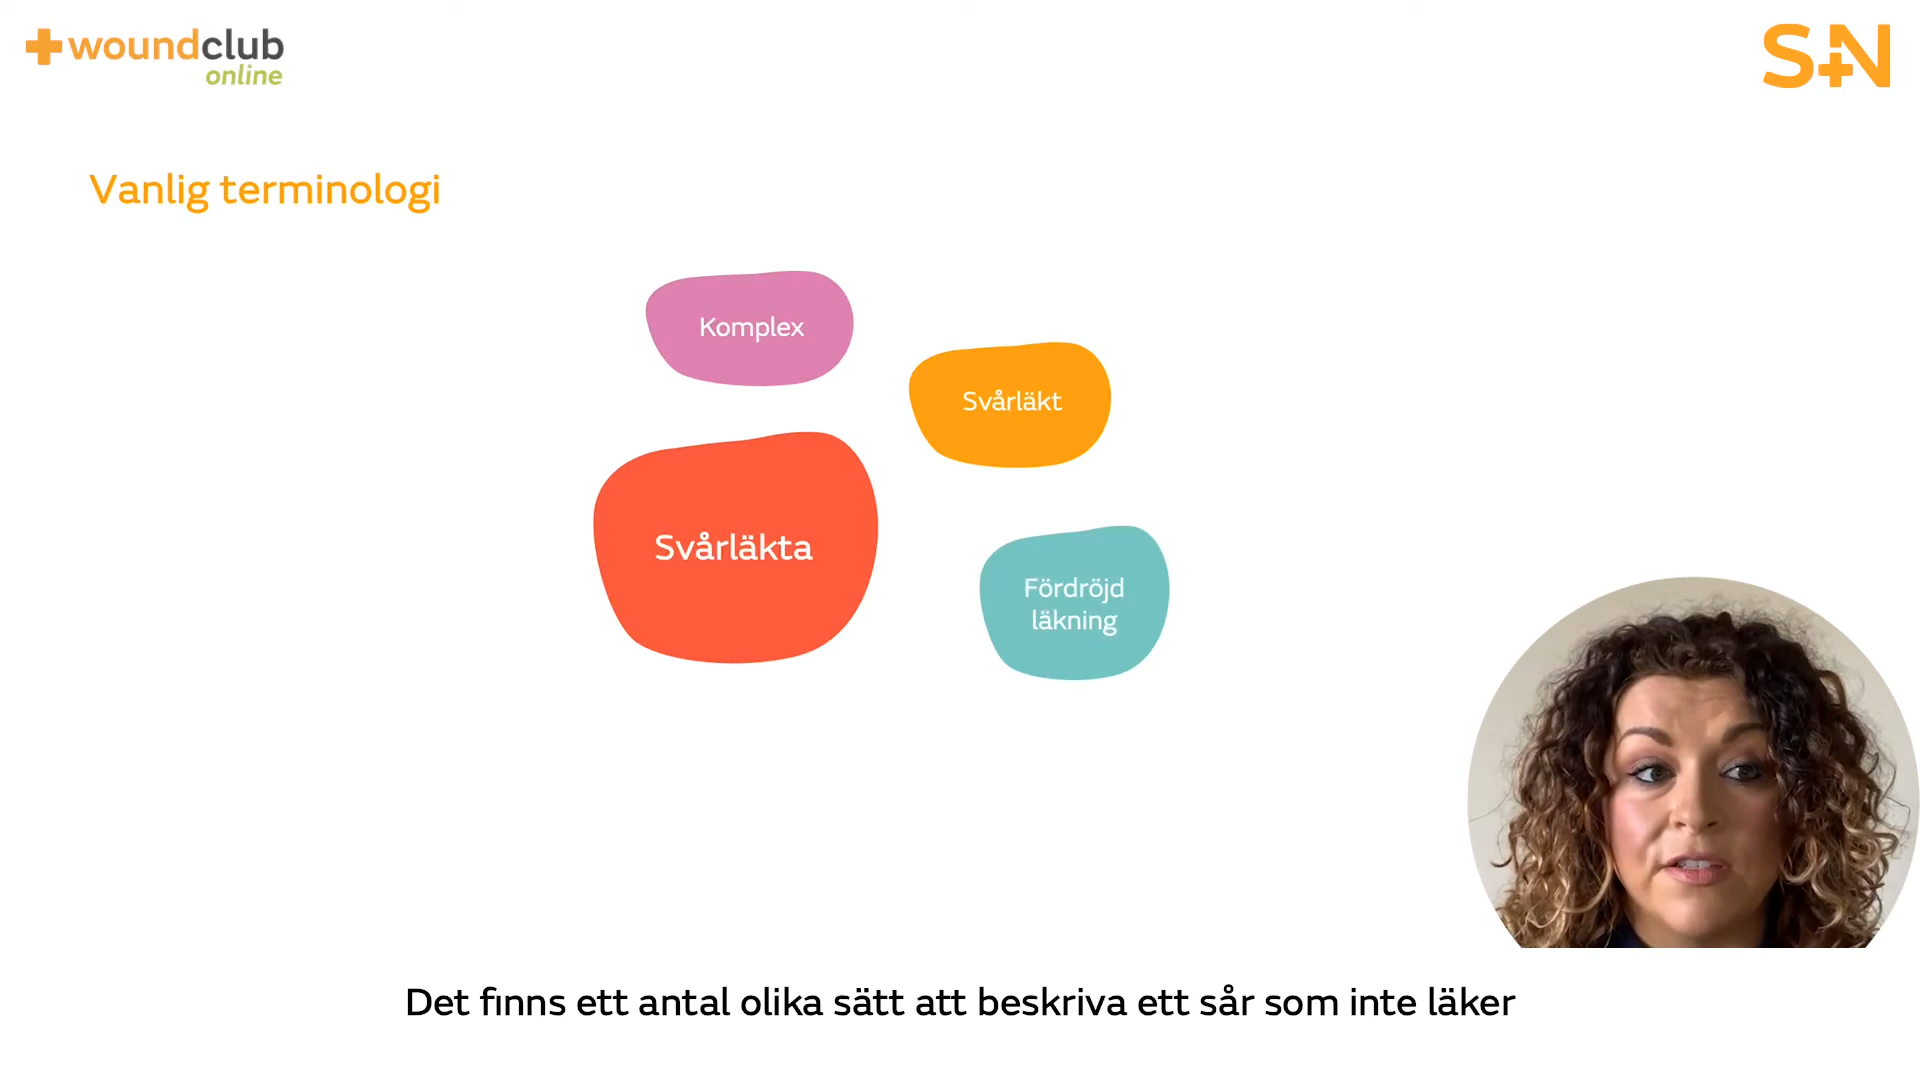 woundclub
online
S+N
Vanlig terminologi
Komplex
Svårläkt
Svårläkta
Fördröjd
läkning
Det finns ett antal olika sätt att beskriva ett sår som inte läker